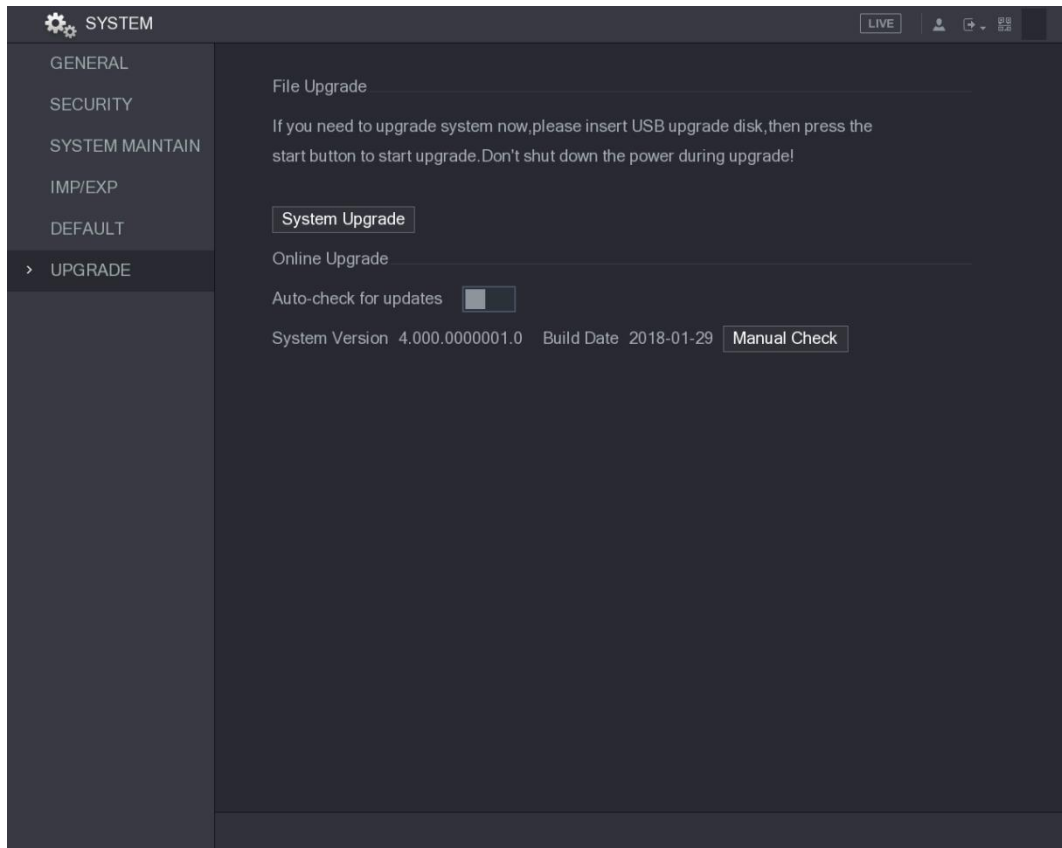 SYSTEM
LIVE
GENERAL
SECURITY
SYSTEM MAINTAIN
IMP/EXP
DEFAULT
UPGRADE
File Upgrade
If you need to upgrade system now,please insert USB upgrade disk,then press the
start button to start upgrade.Don't shut down the power during upgrade!
System Upgrade
Online Upgrade
Auto-check for updates
System Version 4.000.0000001.0 Build Date 2018-01-29 Manual Check